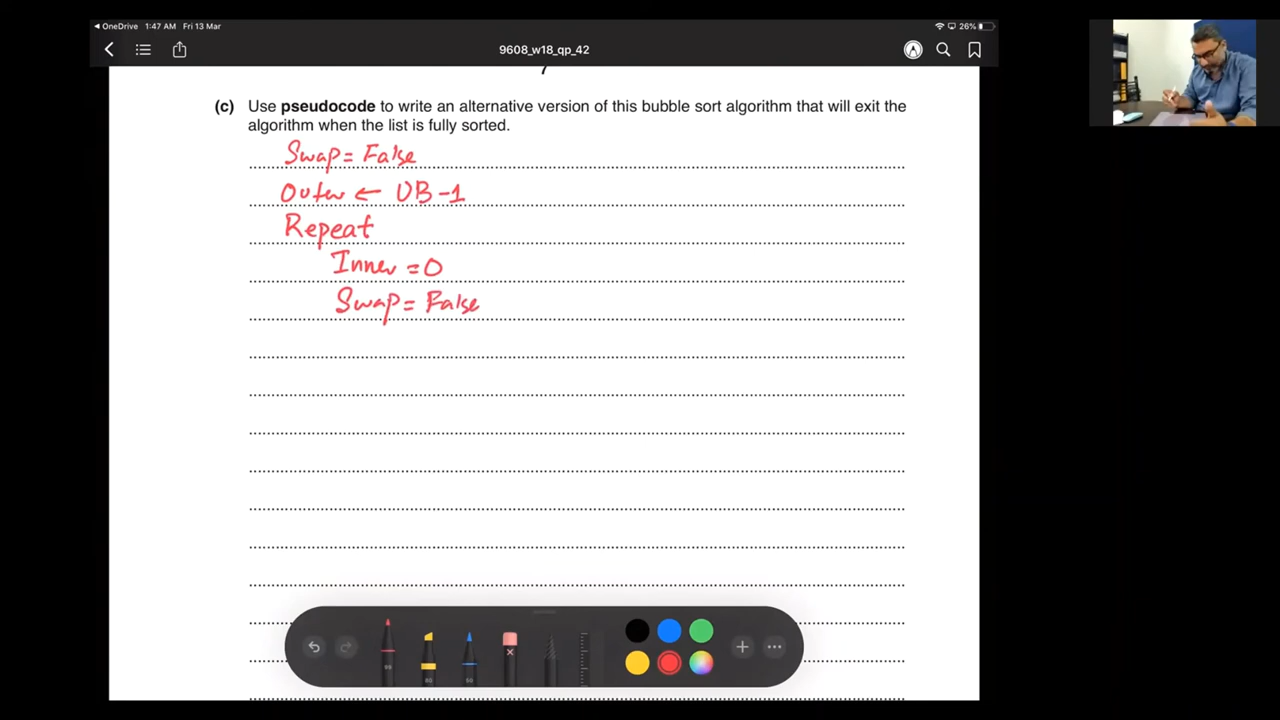 OneDrive 1:47 AM Fri 13 Mar 26%
9608_w18_qp_42
(c) Use pseudocode to write an alternative version of this bubble sort algorithm that will exit the
algorithm when the list is fully sorted.
Swap = False
Outer ← UB-1
Repeat
Inner = 0
Swap = False